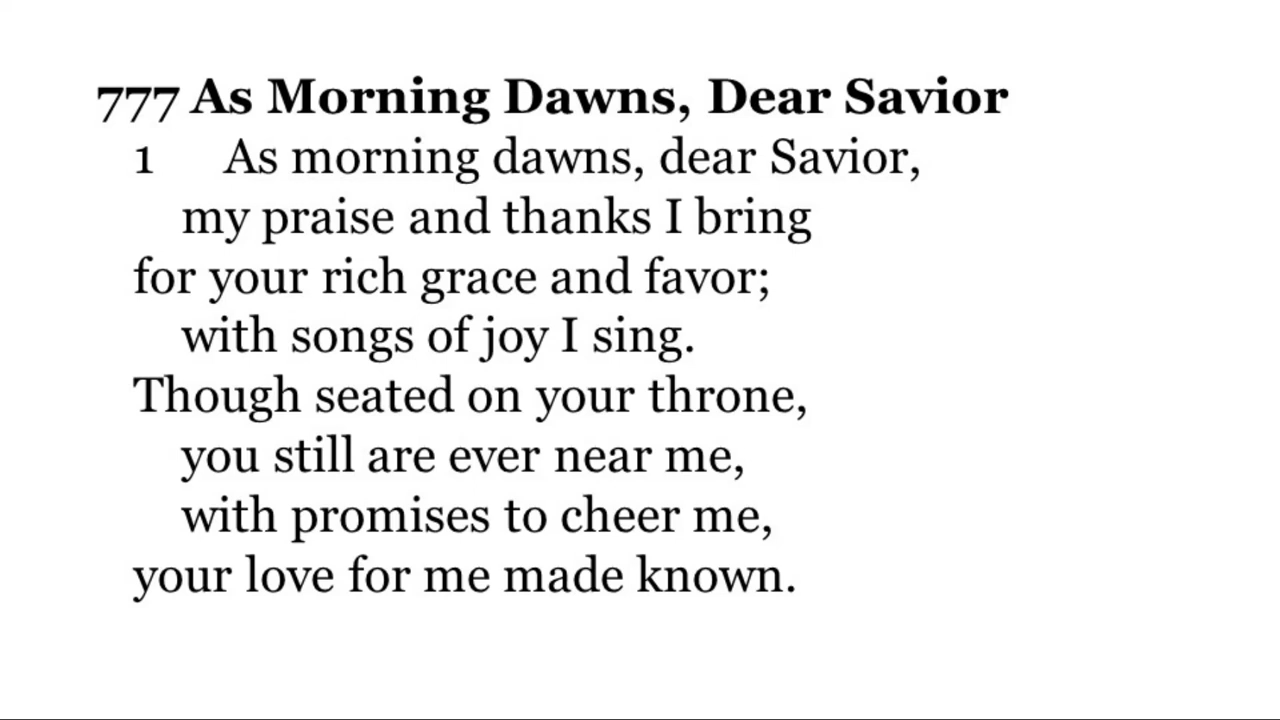 777 As Morning Dawns, Dear Savior
1 As morning dawns, dear Savior,
my praise and thanks I bring
for your rich grace and favor;
with songs of joy I sing.
Though seated on your throne,
you still are ever near me,
with promises to cheer me,
your love for me made known.